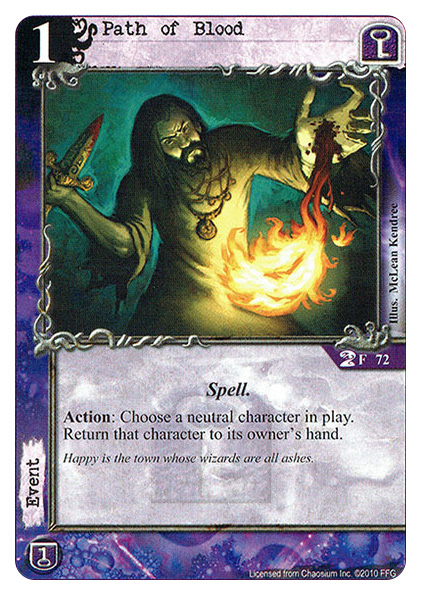 1
Path of Blood
Illus. McLean Kendree
F 72
Spell.
Action: Choose a neutral character in play.
Return that character to its owner's hand.
Happy is the town whose wizards are all ashes.
Event
1
Licensed from Chaosium Inc. ©2010 FFG